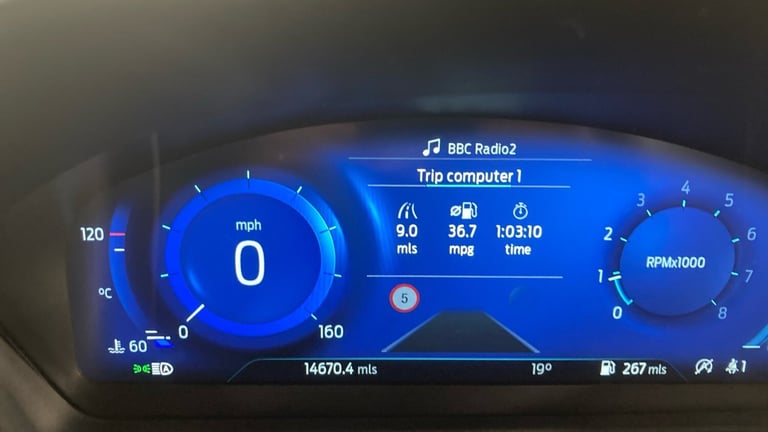 BBC Radio2
Trip computer 1
9.0 36.7 1:03:10
mls mpg time
mph
0
0 160
120
°C
60
5
0 1 2 3 4 5 6 7 8
RPMx1000
14670.4 mls 19° 267 mls 1